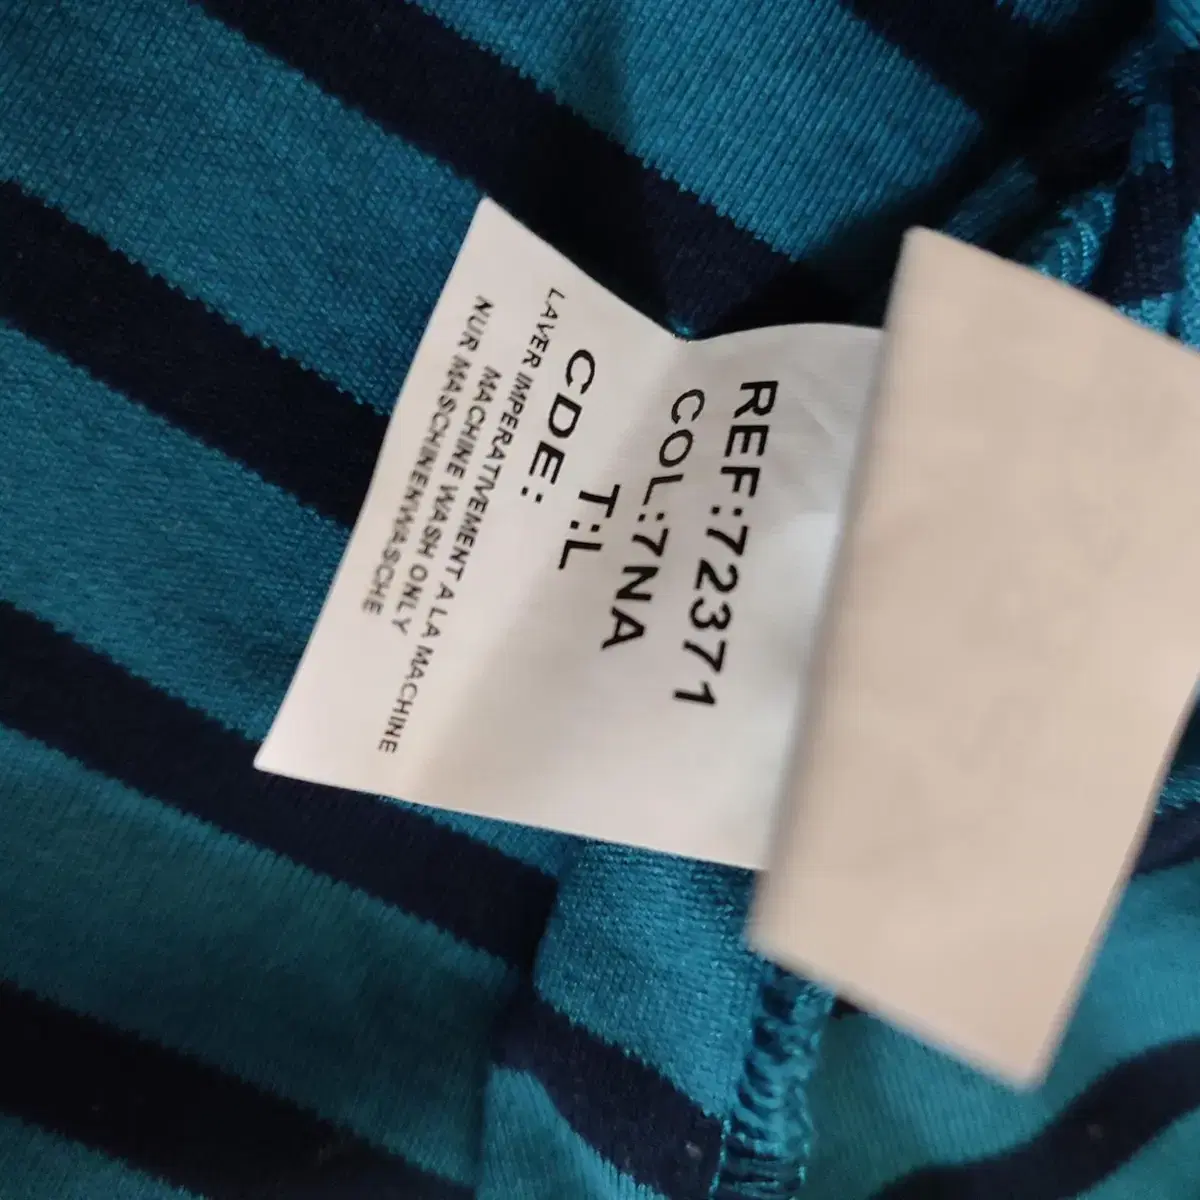 REF:72371
COL:7NA
T:L
CDE:
LAVER IMPERATIVEMENT A LA MACHINE
MACHINE WASH ONLY
NUR MASCHINENWASCHE